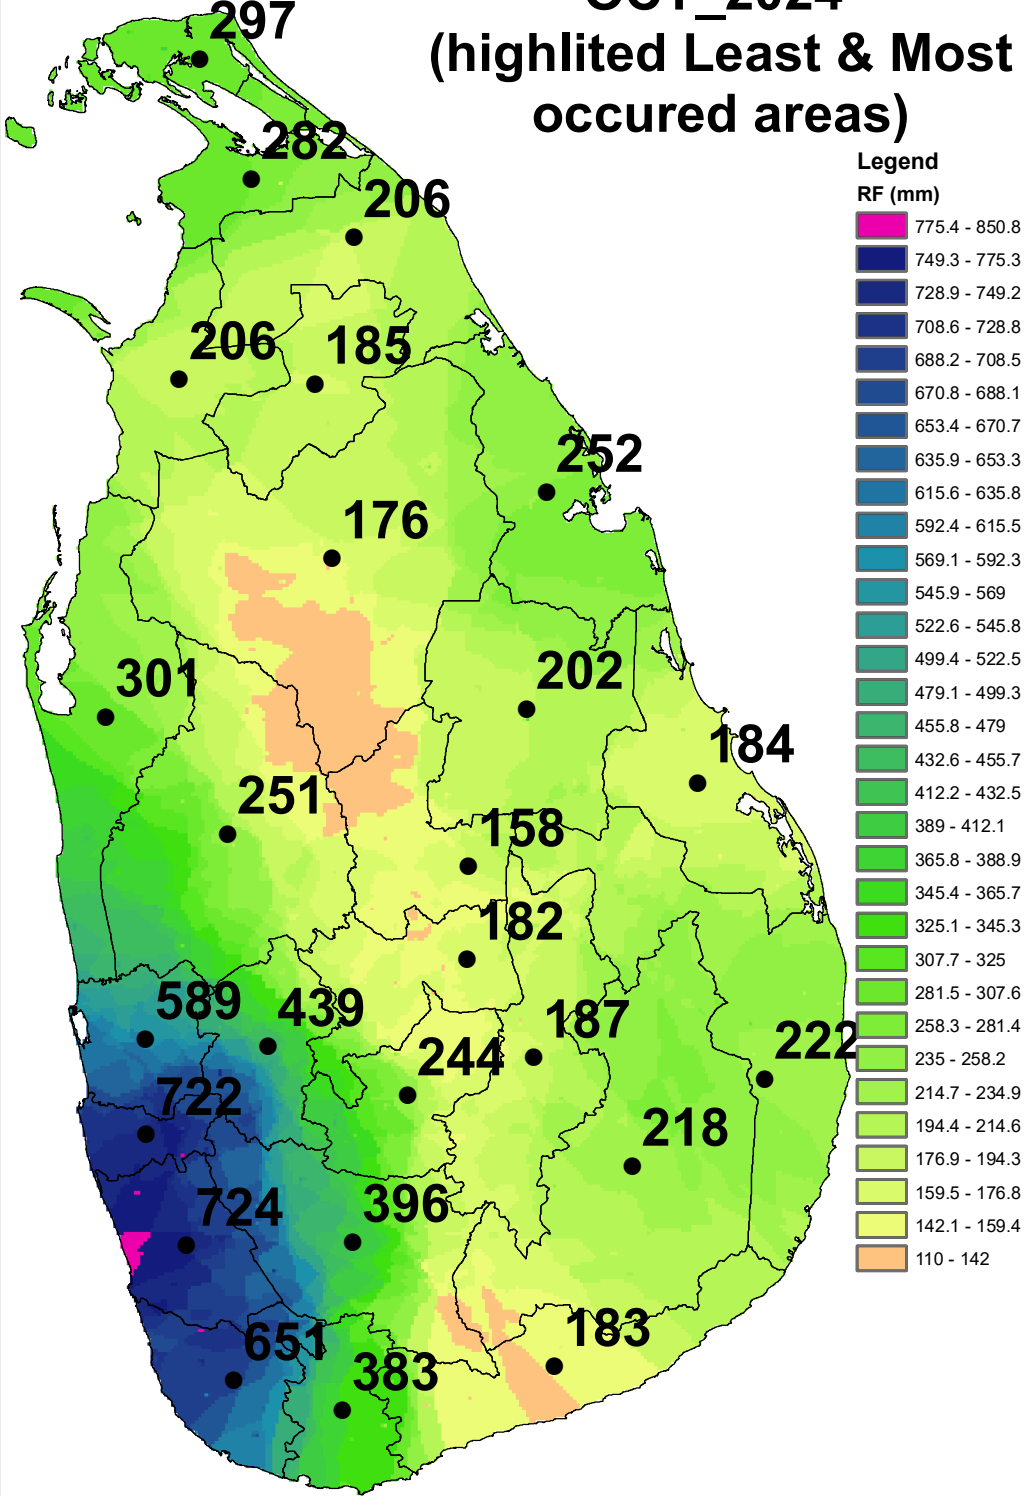 OCT_2024
(highlited Least & Most
occured areas)
297
282
206
206
185
252
176
301
202
184
251
158
182
589
439
187
222
244
722
218
724
396
651
183
383
Legend
RF (mm)
775.4 - 850.8
749.3 - 775.3
728.9 - 749.2
708.6 - 728.8
688.2 - 708.5
670.8 - 688.1
653.4 - 670.7
635.9 - 653.3
615.6 - 635.8
592.4 - 615.5
569.1 - 592.3
545.9 - 569
522.6 - 545.8
499.4 - 522.5
479.1 - 499.3
455.8 - 479
432.6 - 455.7
412.2 - 432.5
389 - 412.1
365.8 - 388.9
345.4 - 365.7
325.1 - 345.3
307.7 - 325
281.5 - 307.6
258.3 - 281.4
235 - 258.2
214.7 - 234.9
194.4 - 214.6
176.9 - 194.3
159.5 - 176.8
142.1 - 159.4
110 - 142